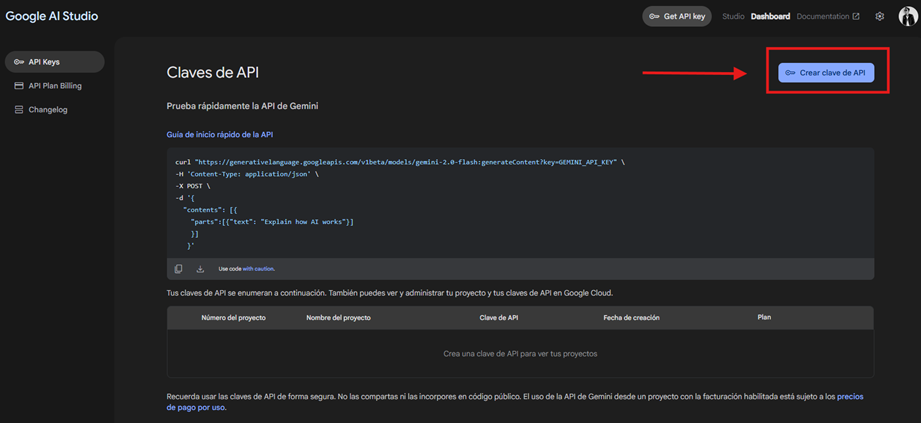 Google AI Studio
Get API key
Studio
Dashboard
Documentation
API Keys
API Plan Billing
Changelog
Claves de API
Crear clave de API
Prueba rápidamente la API de Gemini
Guía de inicio rápido de la API
curl "https://generativelanguage.googleapis.com/v1beta/models/gemini-2.0-flash:generateContent?key=GEMINI_API_KEY" \
-H 'Content-Type: application/json' \
-X POST \
-d '{
"contents": [{
"parts":[{"text": "Explain how AI works"}]
}]
}'
Use code with caution.
Tus claves de API se enumeran a continuación. También puedes ver y administrar tu proyecto y tus claves de API en Google Cloud.
Número del proyecto Nombre del proyecto Clave de API Fecha de creación Plan
Crea una clave de API para ver tus proyectos
Recuerda usar las claves de API de forma segura. No las compartas ni las incorpores en código público. El uso de la API de Gemini desde un proyecto con la facturación habilitada está sujeto a los precios
de pago por uso.